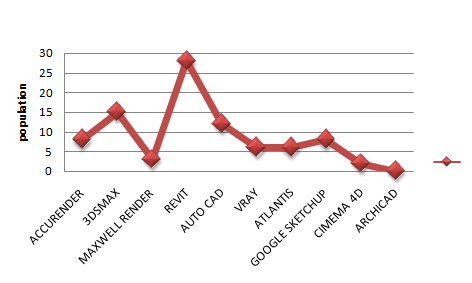 population
30
25
20
15
10
5
0
ACCURENDER
3DSMAX
MAXWELL RENDER
REVIT
AUTO CAD
VRAY
ATLANTIS
GOOGLE SKETCHUP
CIMEMA 4D
ARCHICAD